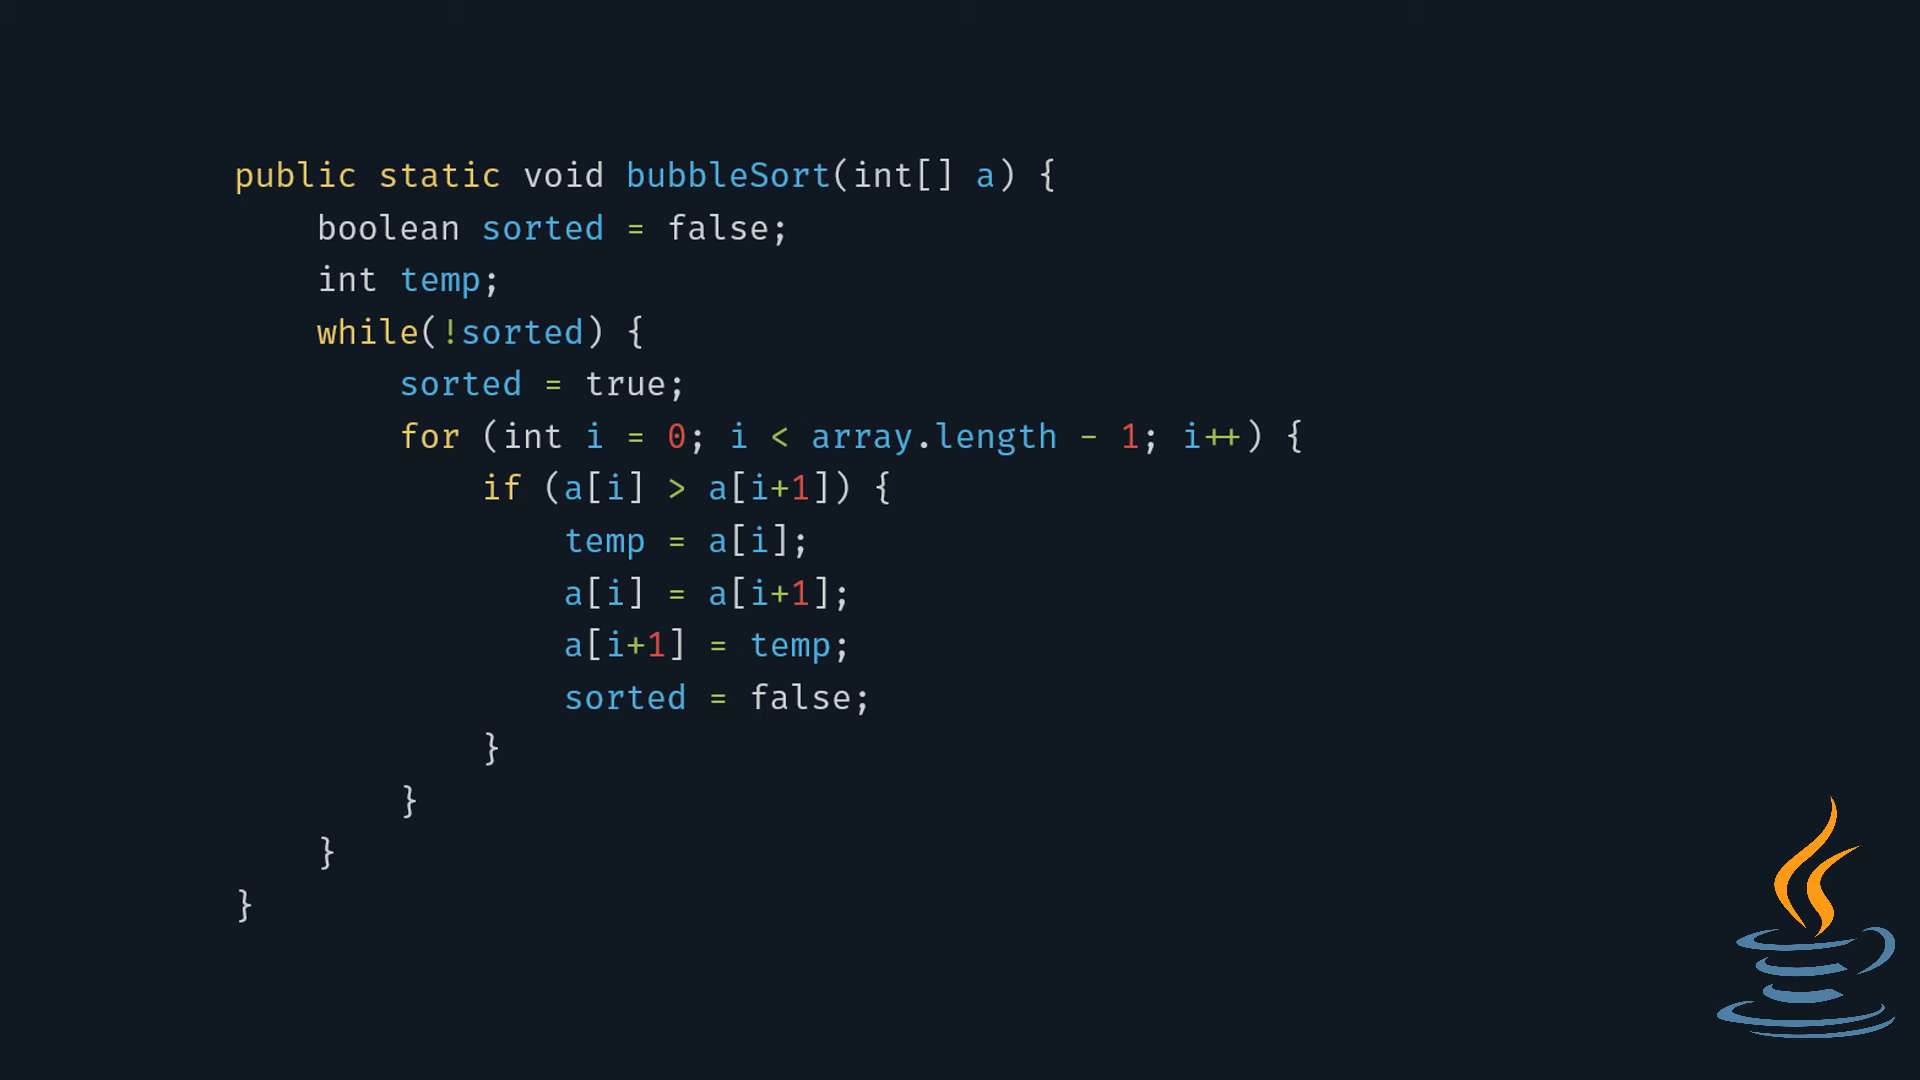 public static void bubbleSort(int[] a) {
    boolean sorted = false;
    int temp;
    while(!sorted) {
        sorted = true;
        for (int i = 0; i < array.length - 1; i++) {
            if (a[i] > a[i+1]) {
                temp = a[i];
                a[i] = a[i+1];
                a[i+1] = temp;
                sorted = false;
            }
        }
    }
}